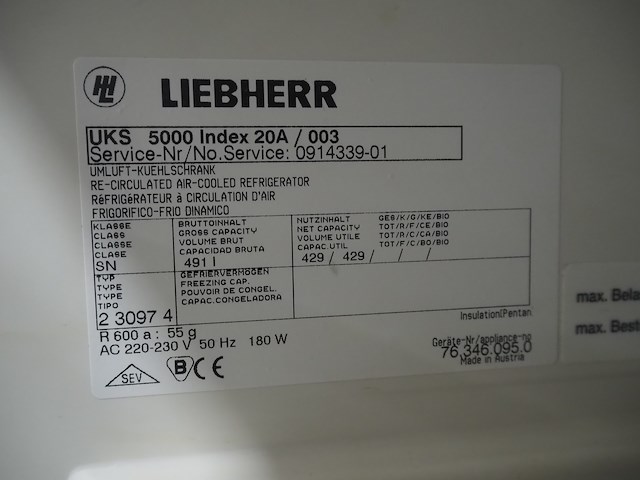 LIEBHERR
UKS 5000 Index 20A / 003
Service-Nr/No.Service: 0914339-01
UMLUFT-KUEHLSCHRANK
RE-CIRCULATED AIR-COOLED REFRIGERATOR
RéFRIGéRATEUR à CIRCULATION D'AIR
FRIGORIFICO-FRIO DINAMICO
KLASSE BRUTTOINHALT NUTZINHALT GES/K/G/KE/BIO
CLASS GROSS CAPACITY NET CAPACITY TOT/R/F/CE/BIO
CLASSE VOLUME BRUT VOLUME UTILE TOT/R/C/CA/BIO
CLASE CAPACIDAD BRUTA CAPAC.UTIL TOT/F/C/BO/BIO
SN 491 l 429 / 429 / / /
TYP GEFRIERVERMÖGEN
TYPE FREEZING CAP.
TYPE POUVOIR DE CONGEL.
TIPO CAPAC.CONGELADORA
2 3097 4 Insulation(Pentan
R 600 a : 55 g
AC 220-230 V 50 Hz 180 W
Geräte-Nr/appliance-no
76.346.095.0
Made in Austria
SEV B CE
max. Bela
max. Best